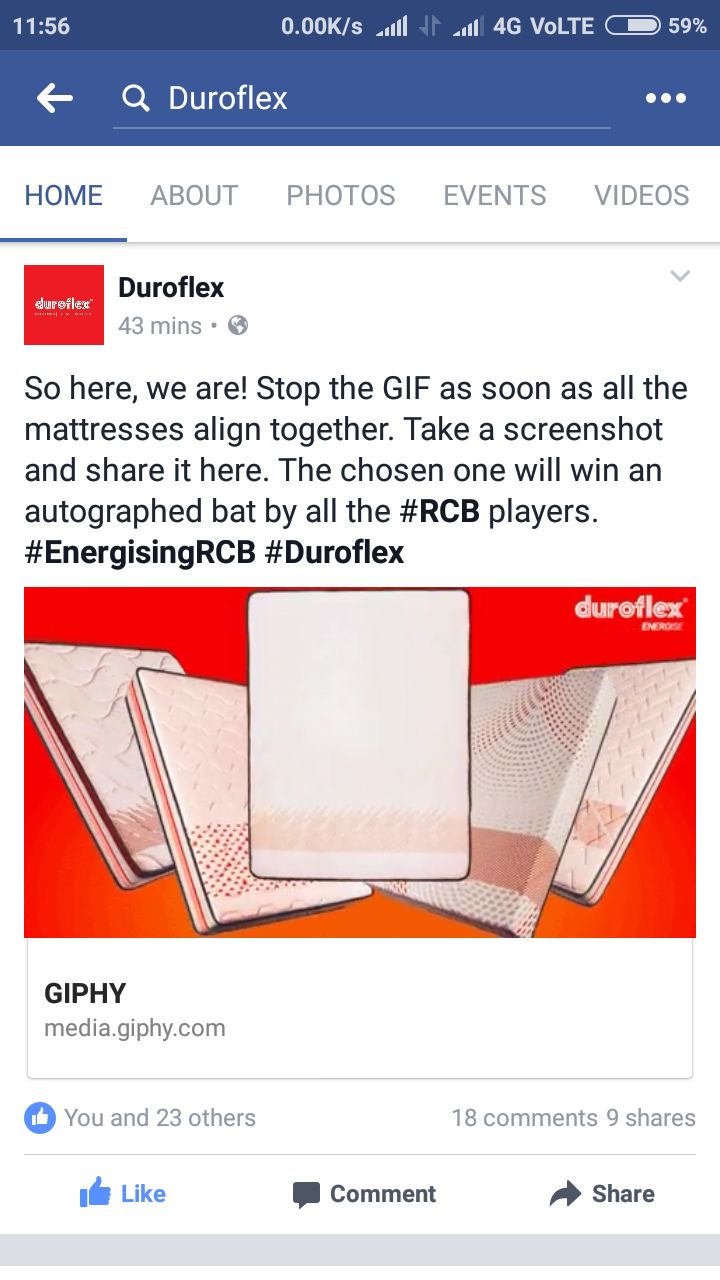 11:56 0.00K/s 4G VoLTE 59%
Duroflex
HOME ABOUT PHOTOS EVENTS VIDEOS
duroflex
Duroflex
43 mins •
So here, we are! Stop the GIF as soon as all the
mattresses align together. Take a screenshot
and share it here. The chosen one will win an
autographed bat by all the #RCB players.
#EnergisingRCB #Duroflex
duroflex
ENERGISE
GIPHY
media.giphy.com
You and 23 others 18 comments 9 shares
Like Comment Share